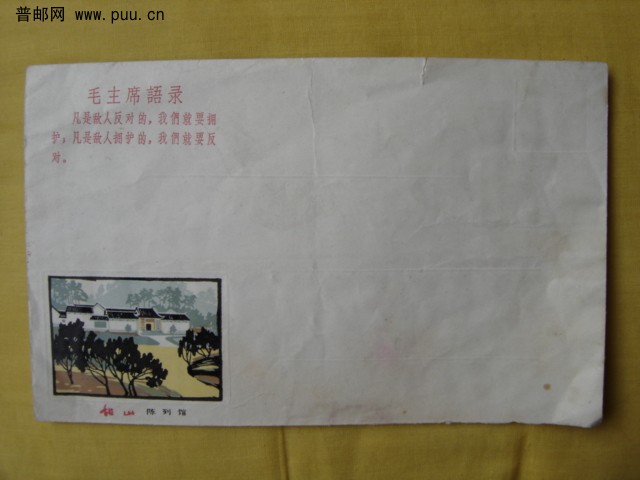 普邮网 www.puu.cn
毛主席語录
凡是敌人反对的，我們就要拥
护；凡是敌人拥护的，我們就要反
对。
韶山 陈列馆